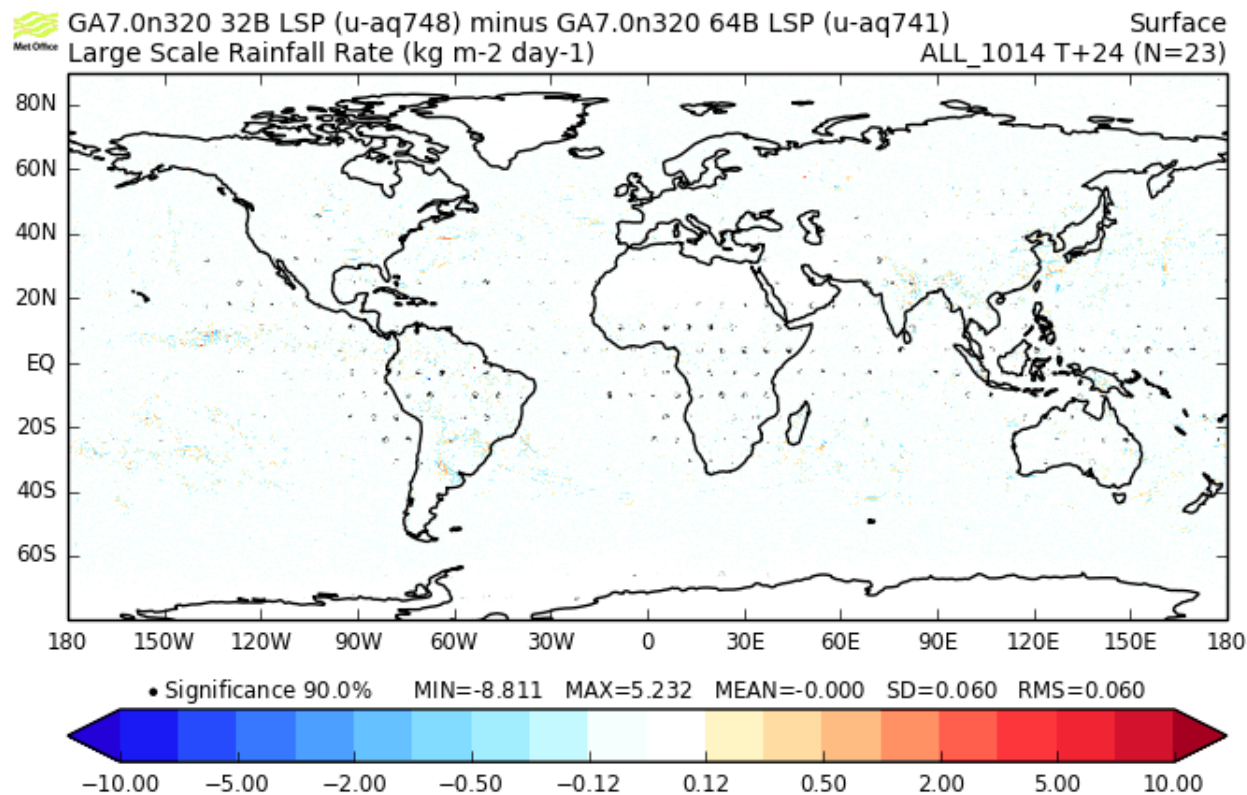 Met Office
GA7.0n320 32B LSP (u-aq748) minus GA7.0n320 64B LSP (u-aq741) Surface
Large Scale Rainfall Rate (kg m-2 day-1) ALL_1014 T+24 (N=23)
80N
60N
40N
20N
EQ
20S
40S
60S
180 150W 120W 90W 60W 30W 0 30E 60E 90E 120E 150E 180
• Significance 90.0% MIN=-8.811 MAX=5.232 MEAN=-0.000 SD=0.060 RMS=0.060
−10.00 −5.00 −2.00 −0.50 −0.12 0.12 0.50 2.00 5.00 10.00